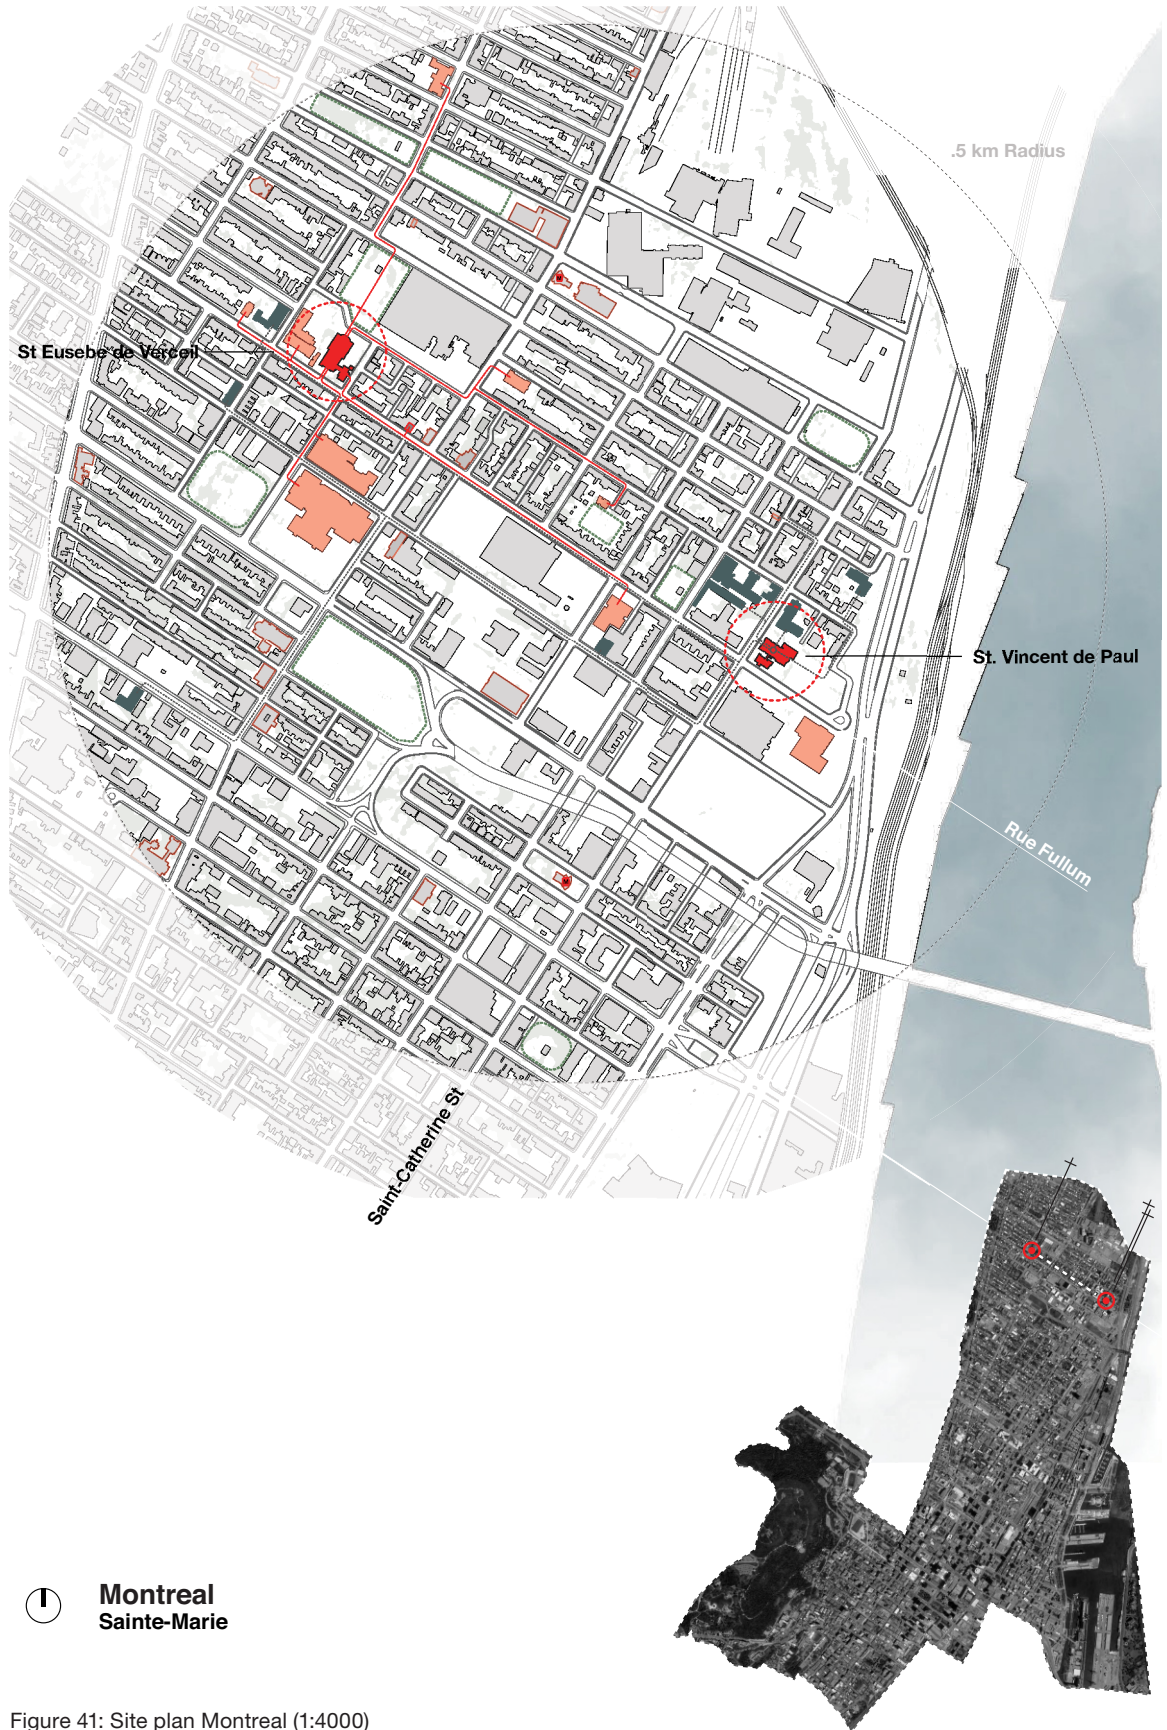 .5 km Radius
St Eusebe de Verceil
St. Vincent de Paul
Rue Fullum
Saint-Catherine St
Montreal
Sainte-Marie
Figure 41: Site plan Montreal (1:4000)